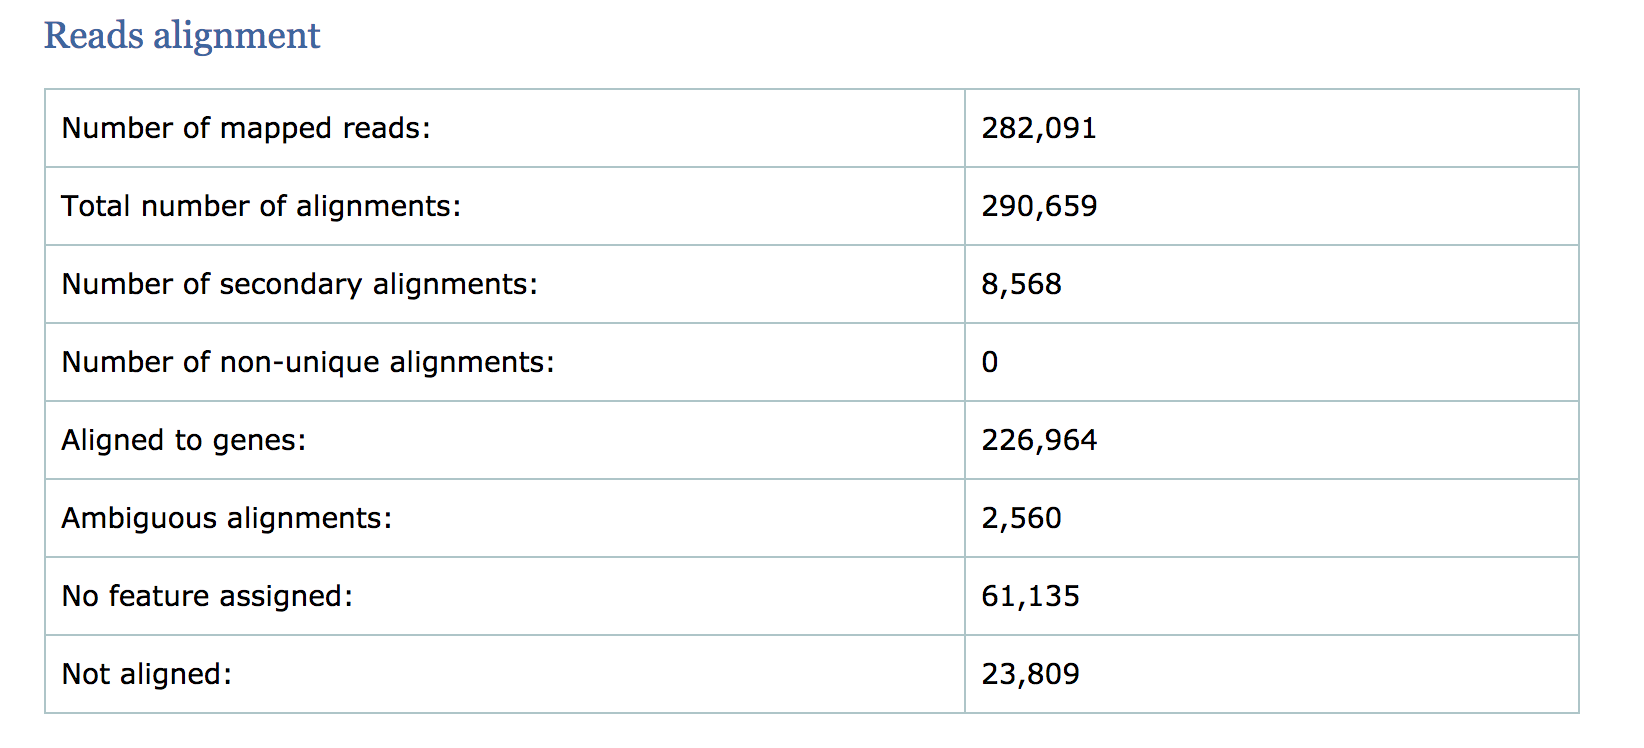 Reads alignment
Number of mapped reads: 282,091
Total number of alignments: 290,659
Number of secondary alignments: 8,568
Number of non-unique alignments: 0
Aligned to genes: 226,964
Ambiguous alignments: 2,560
No feature assigned: 61,135
Not aligned: 23,809